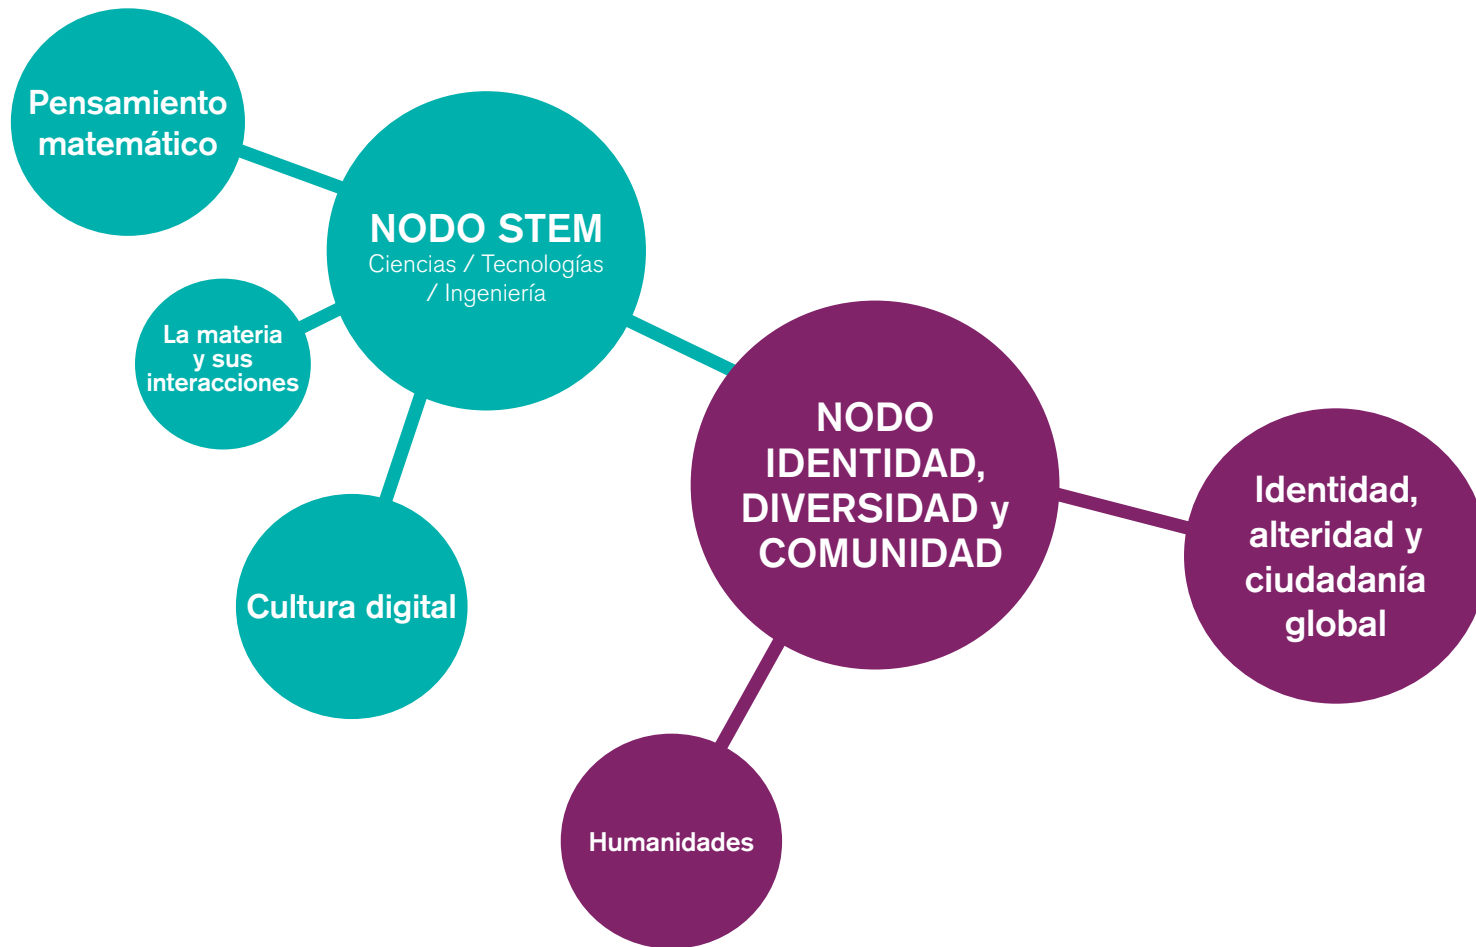 Pensamiento
matemático
NODO STEM
Ciencias / Tecnologías
/ Ingeniería
La materia
y sus
interacciones
Cultura digital
NODO
IDENTIDAD,
DIVERSIDAD y
COMUNIDAD
Identidad,
alteridad y
ciudadanía
global
Humanidades